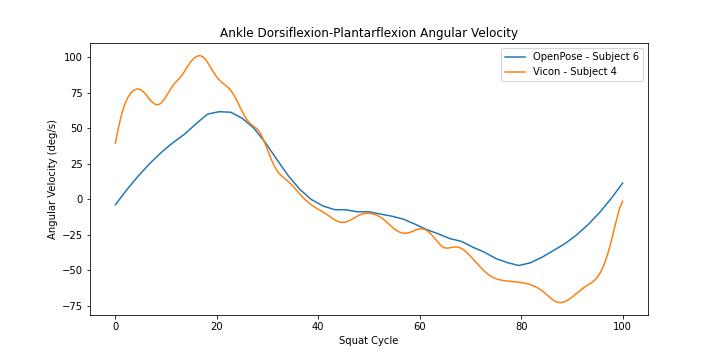 Ankle Dorsiflexion-Plantarflexion Angular Velocity
OpenPose - Subject 6
Vicon - Subject 4
Angular Velocity (deg/s)
100
75
50
25
0
−25
−50
−75
0 20 40 60 80 100
Squat Cycle